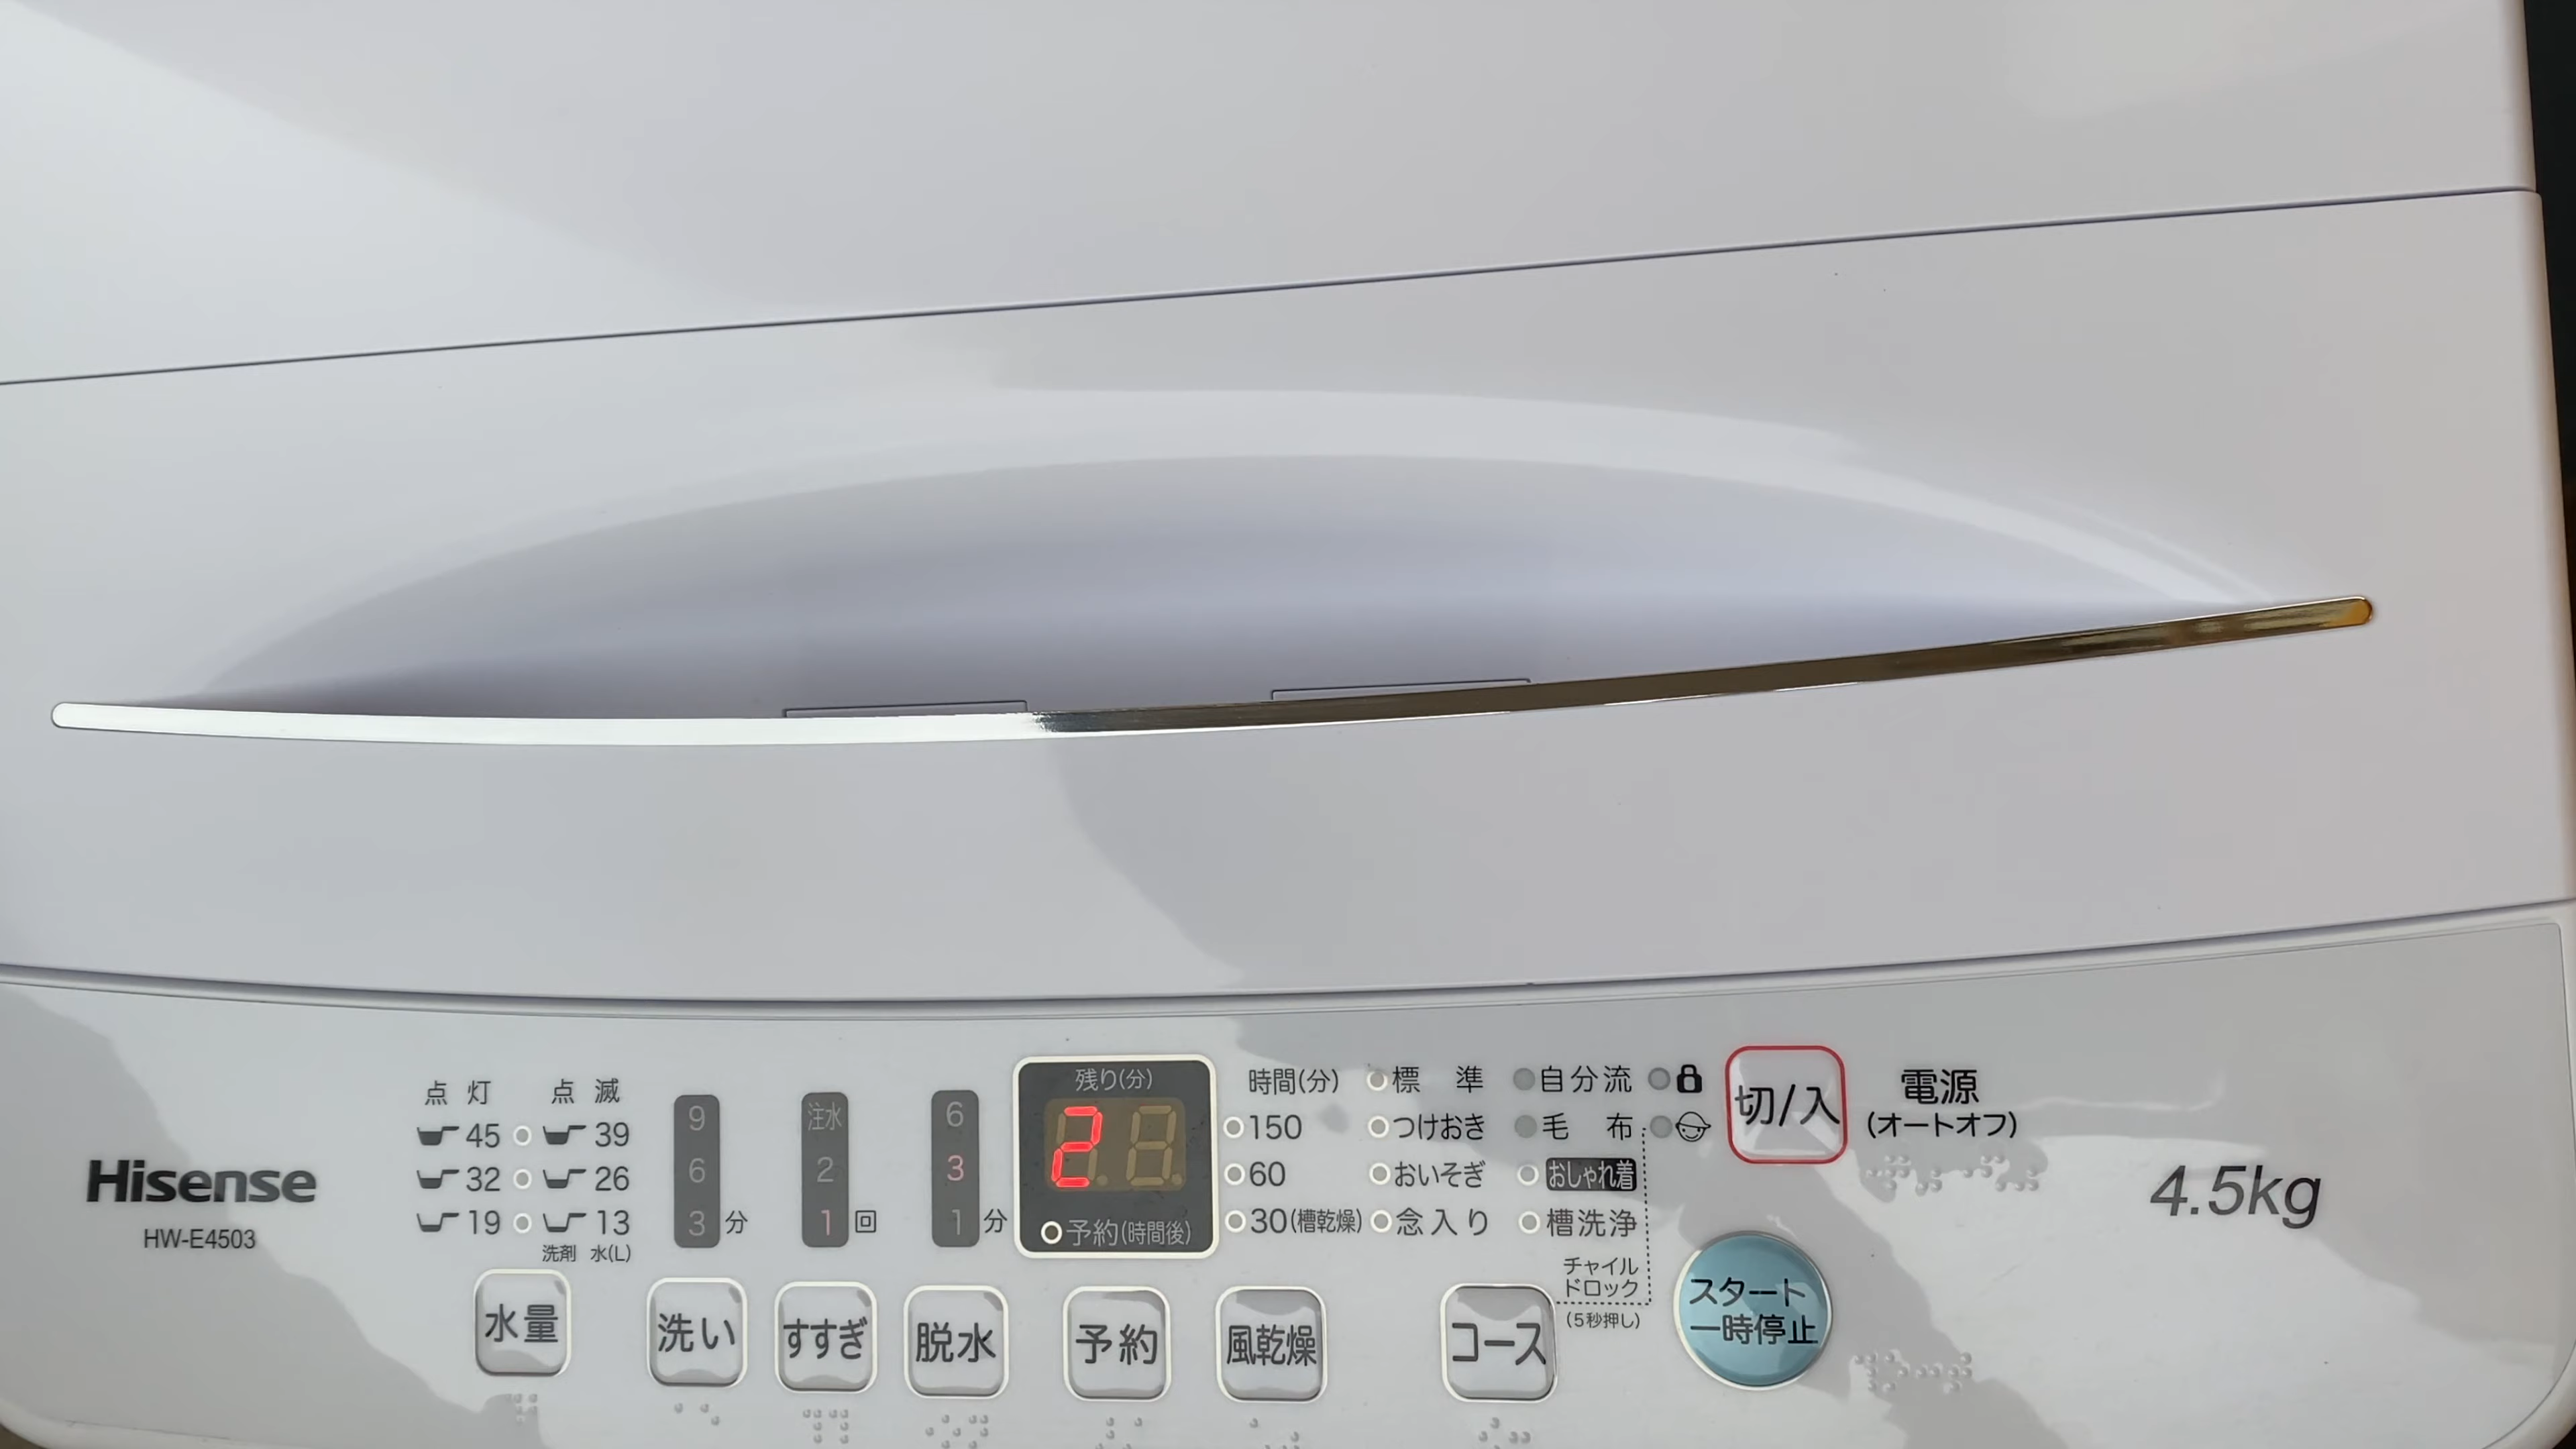 Hisense
HW-E4503
点 灯 点 滅
45 39
32 26
19 13
洗剤 水(L)
水量
9
6
3 分
洗い
注水
2
1 回
すすぎ
6
3
1 分
脱水
残り(分)
2
予約(時間後)
予約
時間(分)
150
60
30(槽乾燥)
風乾燥
標 準
つけおき
おいそぎ
念入り
自分流
毛 布
おしゃれ着
槽洗浄
チャイル
ドロック
(5秒押し)
コース
切/入
電源
(オートオフ)
スタート
一時停止
4.5kg